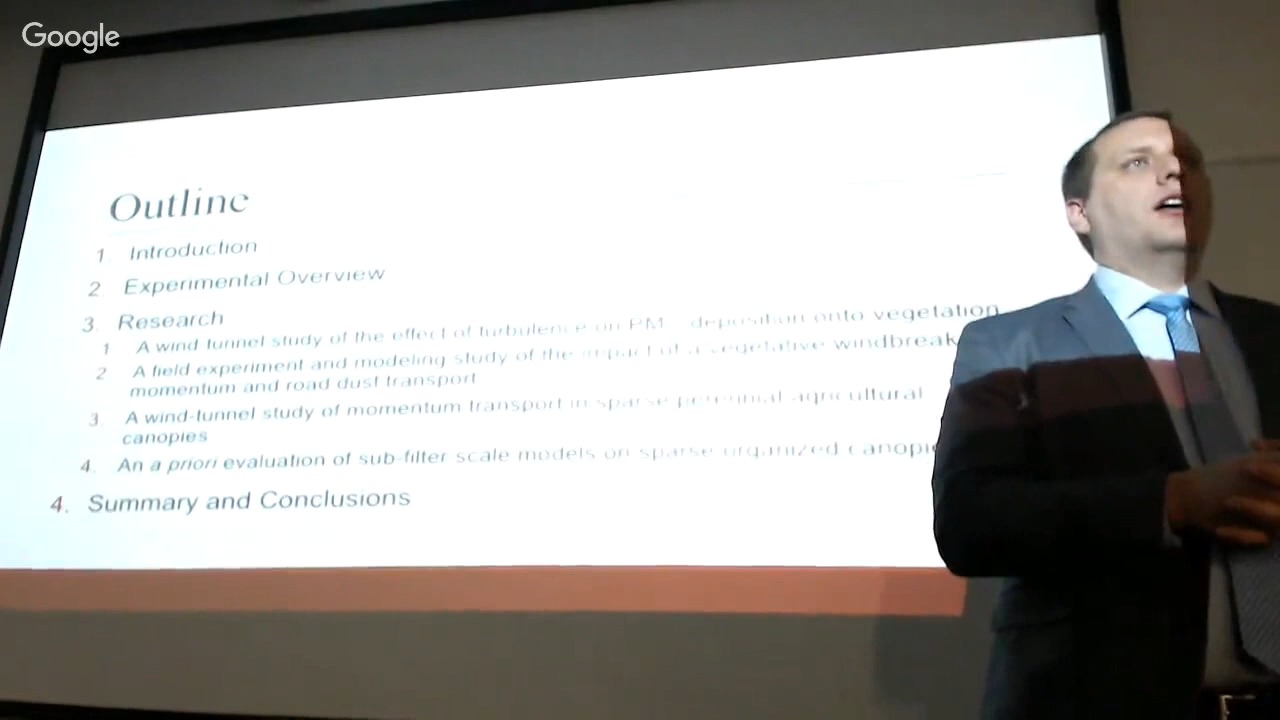 Google
Outline
1 Introduction
2 Experimental Overview
3. Research
1 A wind tunnel study of the effect of turbulence on PM deposition onto vegetation
2 A field experiment and modeling study of the impact of a vegetative windbreak
momentum and road dust transport
3. A wind-tunnel study of momentum transport in sparse perennial agricultural
canopies
4. An a priori evaluation of sub-filter scale models on sparse organized
4. Summary and Conclusions